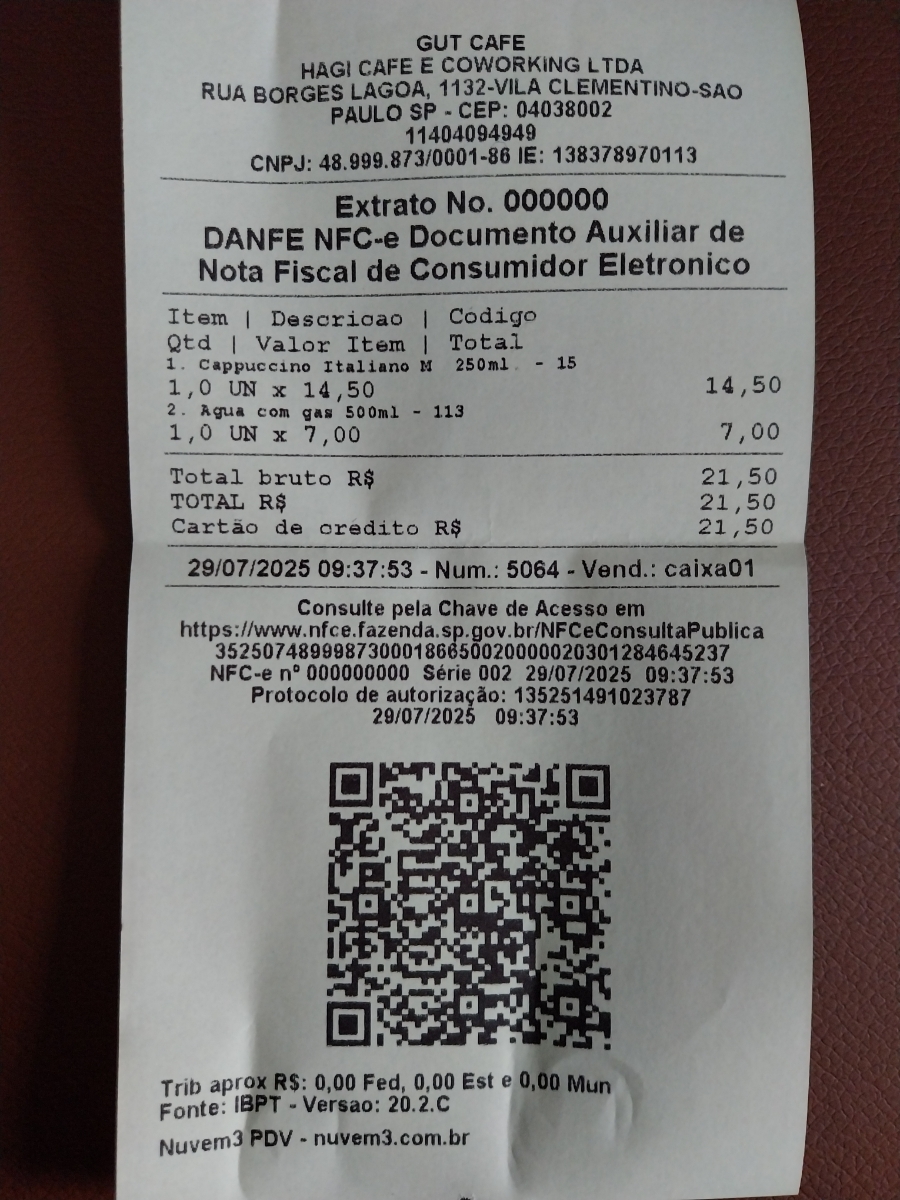 GUT CAFE
HAGI CAFE E COWORKING LTDA
RUA BORGES LAGOA, 1132-VILA CLEMENTINO-SAO
PAULO SP - CEP: 04038002
11404094949
CNPJ: 48.999.873/0001-86 IE: 138378970113
Extrato No. 000000
DANFE NFC-e Documento Auxiliar de
Nota Fiscal de Consumidor Eletronico
Item | Descricao | Codigo
Qtd | Valor Item | Total
1. Cappuccino Italiano M 250ml - 15
1,0 UN x 14,50 14,50
2. Agua com gas 500ml - 113
1,0 UN x 7,00 7,00
Total bruto R$ 21,50
TOTAL R$ 21,50
Cartão de crédito R$ 21,50
29/07/2025 09:37:53 - Num.: 5064 - Vend.: caixa01
Consulte pela Chave de Acesso em
https://www.nfce.fazenda.sp.gov.br/NFCeConsultaPublica
35250748999873000186650020000020301284645237
NFC-e nº 000000000 Série 002 29/07/2025 09:37:53
Protocolo de autorização: 135251491023787
29/07/2025 09:37:53
Trib aprox R$: 0,00 Fed, 0,00 Est e 0,00 Mun
Fonte: IBPT - Versao: 20.2.C
Nuvem3 PDV - nuvem3.com.br